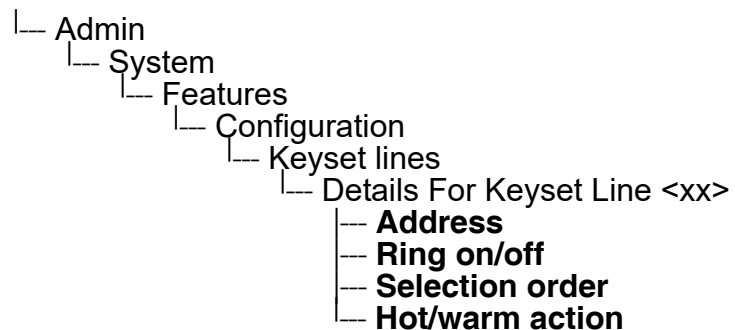 Admin
System
Features
Configuration
Keyset lines
Details For Keyset Line <xx>
Address
Ring on/off
Selection order
Hot/warm action